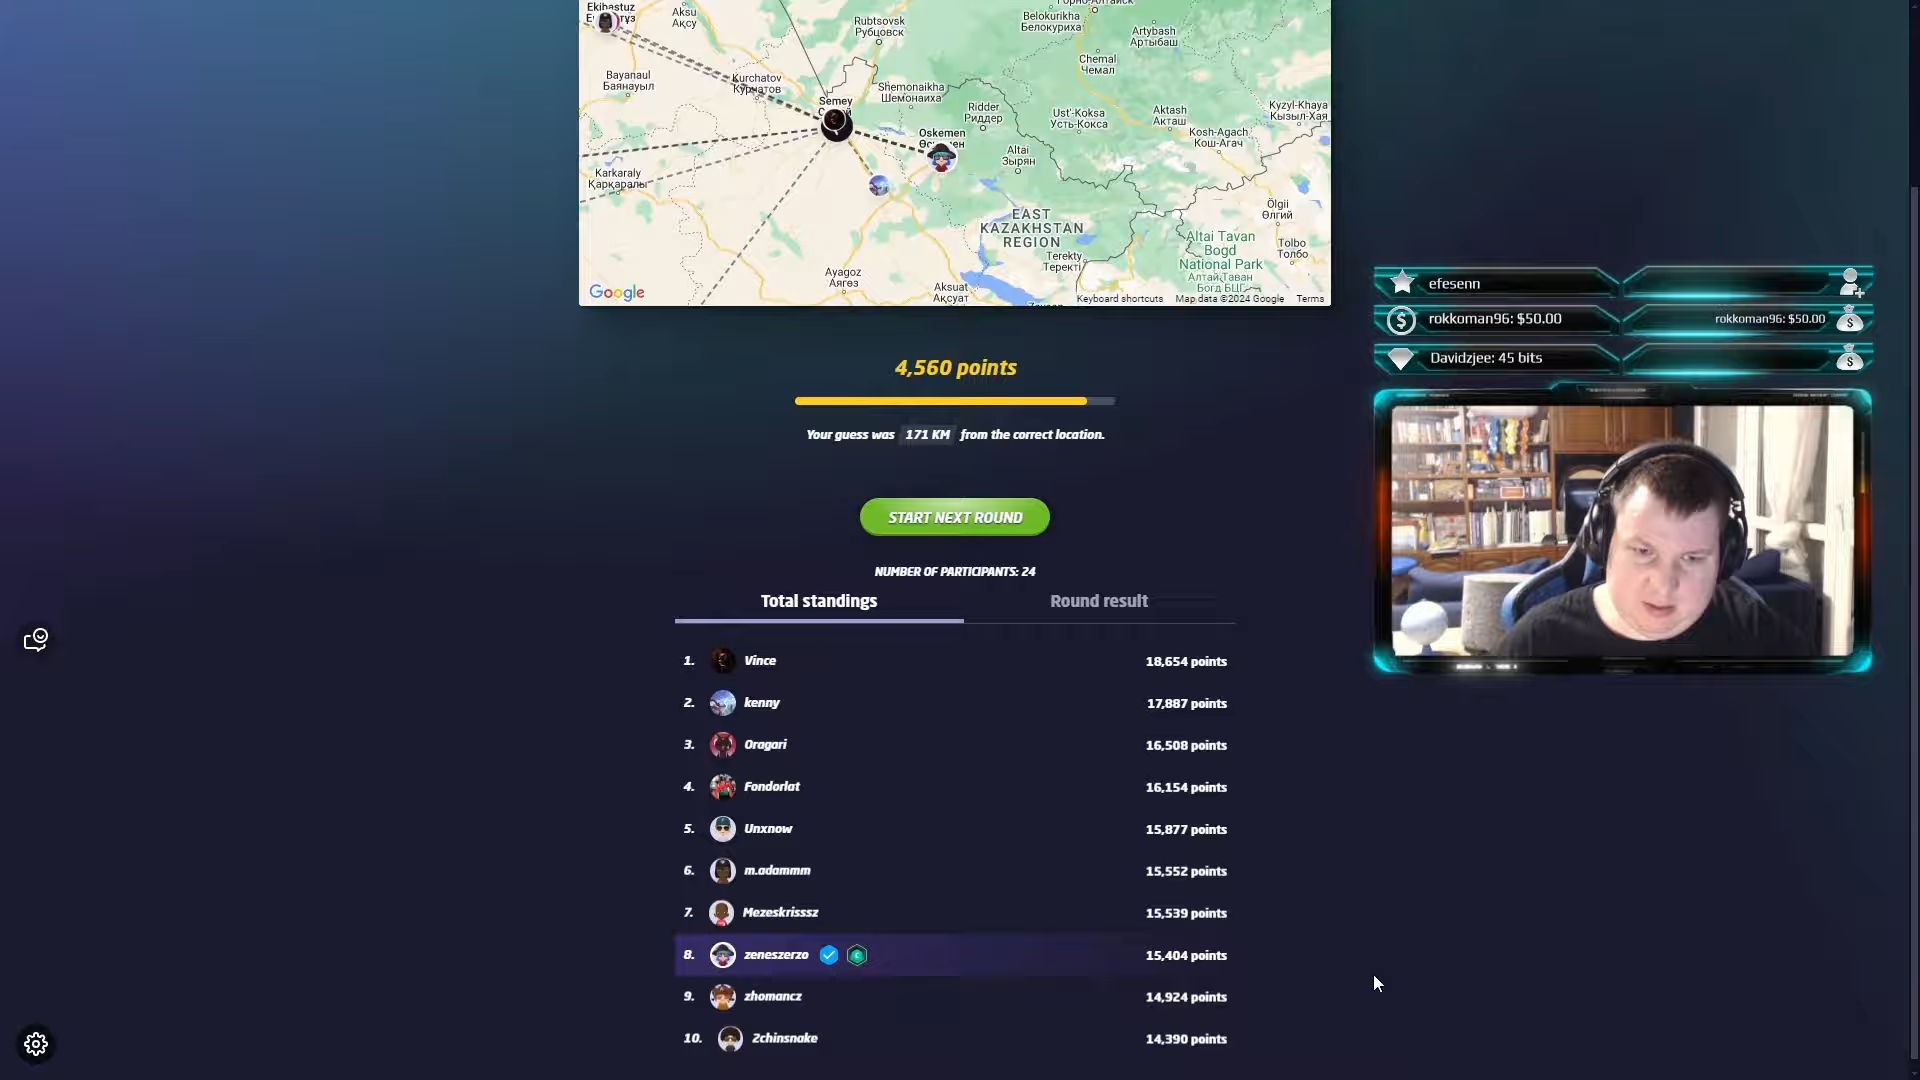 Ekibastuz
Aksu
Ақсу
Rubtsovsk
Рубцовск
Belokurikha
Белокуриха
Artybash
Артыбаш
Chemal
Чемал
Bayanaul
Баянауыл
Kurchatov
Курчатов
Shemonaikha
Шемонаиха
Semey
Ridder
Риддер
Ust'-Koksa
Усть-Кокса
Aktash
Акташ
Kyzyl-Khaya
Кызыл-Хая
Kosh-Agach
Кош-Агач
Oskemen
Altai
Зырян
Karkaraly
Қарқаралы
EAST
KAZAKHSTAN
REGION
Ölgii
Өлгий
Altai Tavan
Bogd
National Park
Алтай Таван
Tolbo
Толбо
Terekty
Теректі
Ayagoz
Аягөз
Aksuat
Ақсуат
Google
Keyboard shortcuts Map data ©2024 Google Terms
efesenn
rokkoman96: $50.00 rokkoman96: $50.00
Davidzjee: 45 bits
4,560 points
Your guess was 171 KM from the correct location.
START NEXT ROUND
NUMBER OF PARTICIPANTS: 24
Total standings Round result
1. Vince 18,654 points
2. kenny 17,887 points
3. Oragari 16,508 points
4. Fondorlat 16,154 points
5. Unxnow 15,877 points
6. m.adammm 15,552 points
7. Mezeskrisssz 15,539 points
8. zeneszerzo 15,404 points
9. zhomancz 14,924 points
10. 2chinsnake 14,390 points